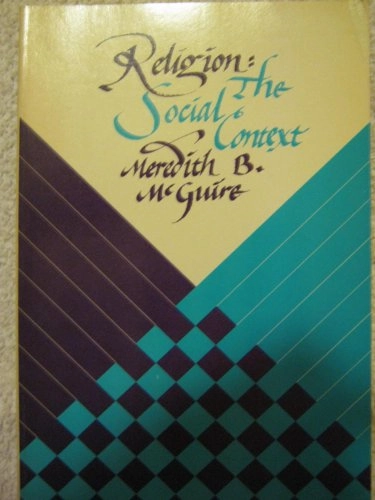 Religion:
The
Social Context
Meredith B.
McGuire